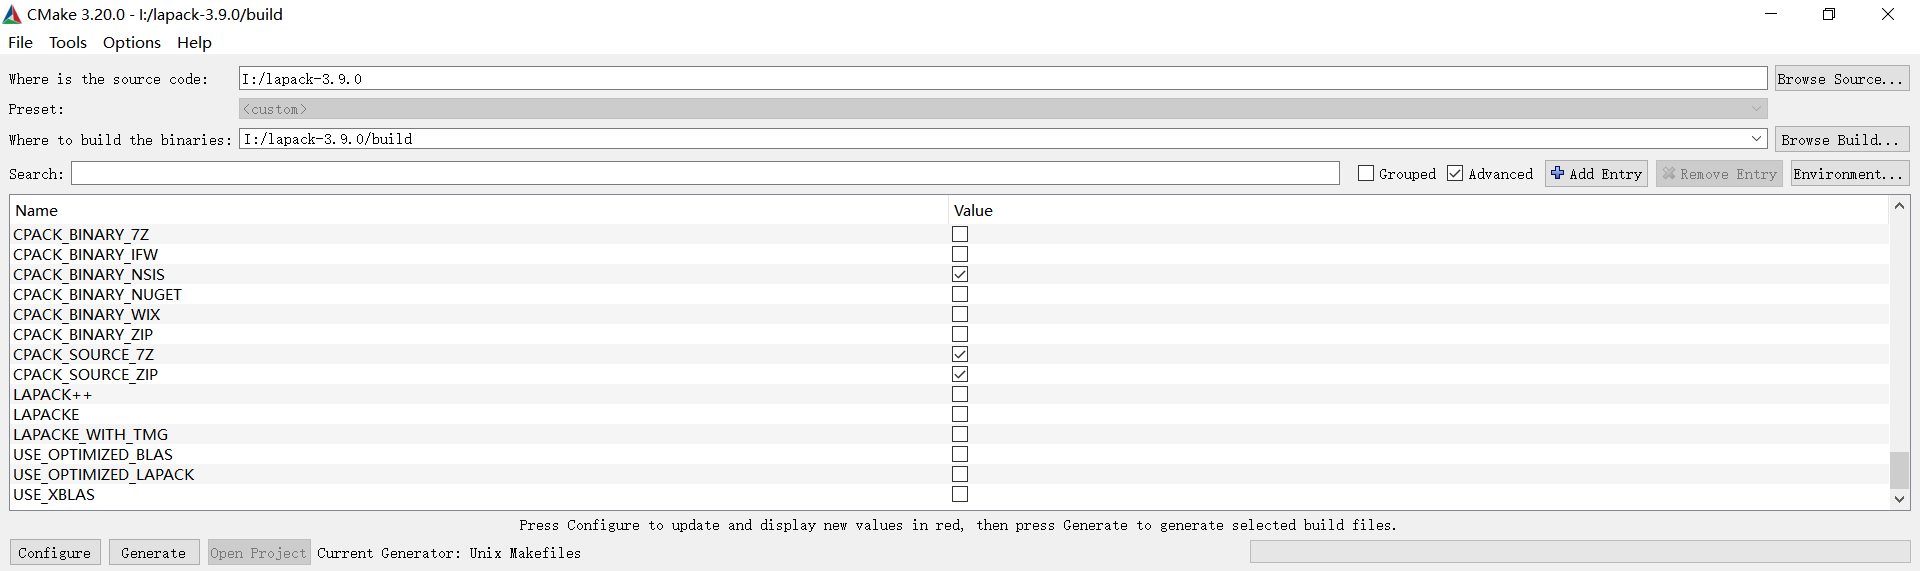 CMake 3.20.0 - I:/lapack-3.9.0/build
File Tools Options Help
Where is the source code: I:/lapack-3.9.0 Browse Source...
Preset: <custom>
Where to build the binaries: I:/lapack-3.9.0/build Browse Build...
Search: Grouped Advanced Add Entry Remove Entry Environment...
Name Value
CPACK_BINARY_7Z
CPACK_BINARY_IFW
CPACK_BINARY_NSIS
CPACK_BINARY_NUGET
CPACK_BINARY_WIX
CPACK_BINARY_ZIP
CPACK_SOURCE_7Z
CPACK_SOURCE_ZIP
LAPACK++
LAPACKE
LAPACKE_WITH_TMG
USE_OPTIMIZED_BLAS
USE_OPTIMIZED_LAPACK
USE_XBLAS
Press Configure to update and display new values in red, then press Generate to generate selected build files.
Configure Generate Open Project Current Generator: Unix Makefiles